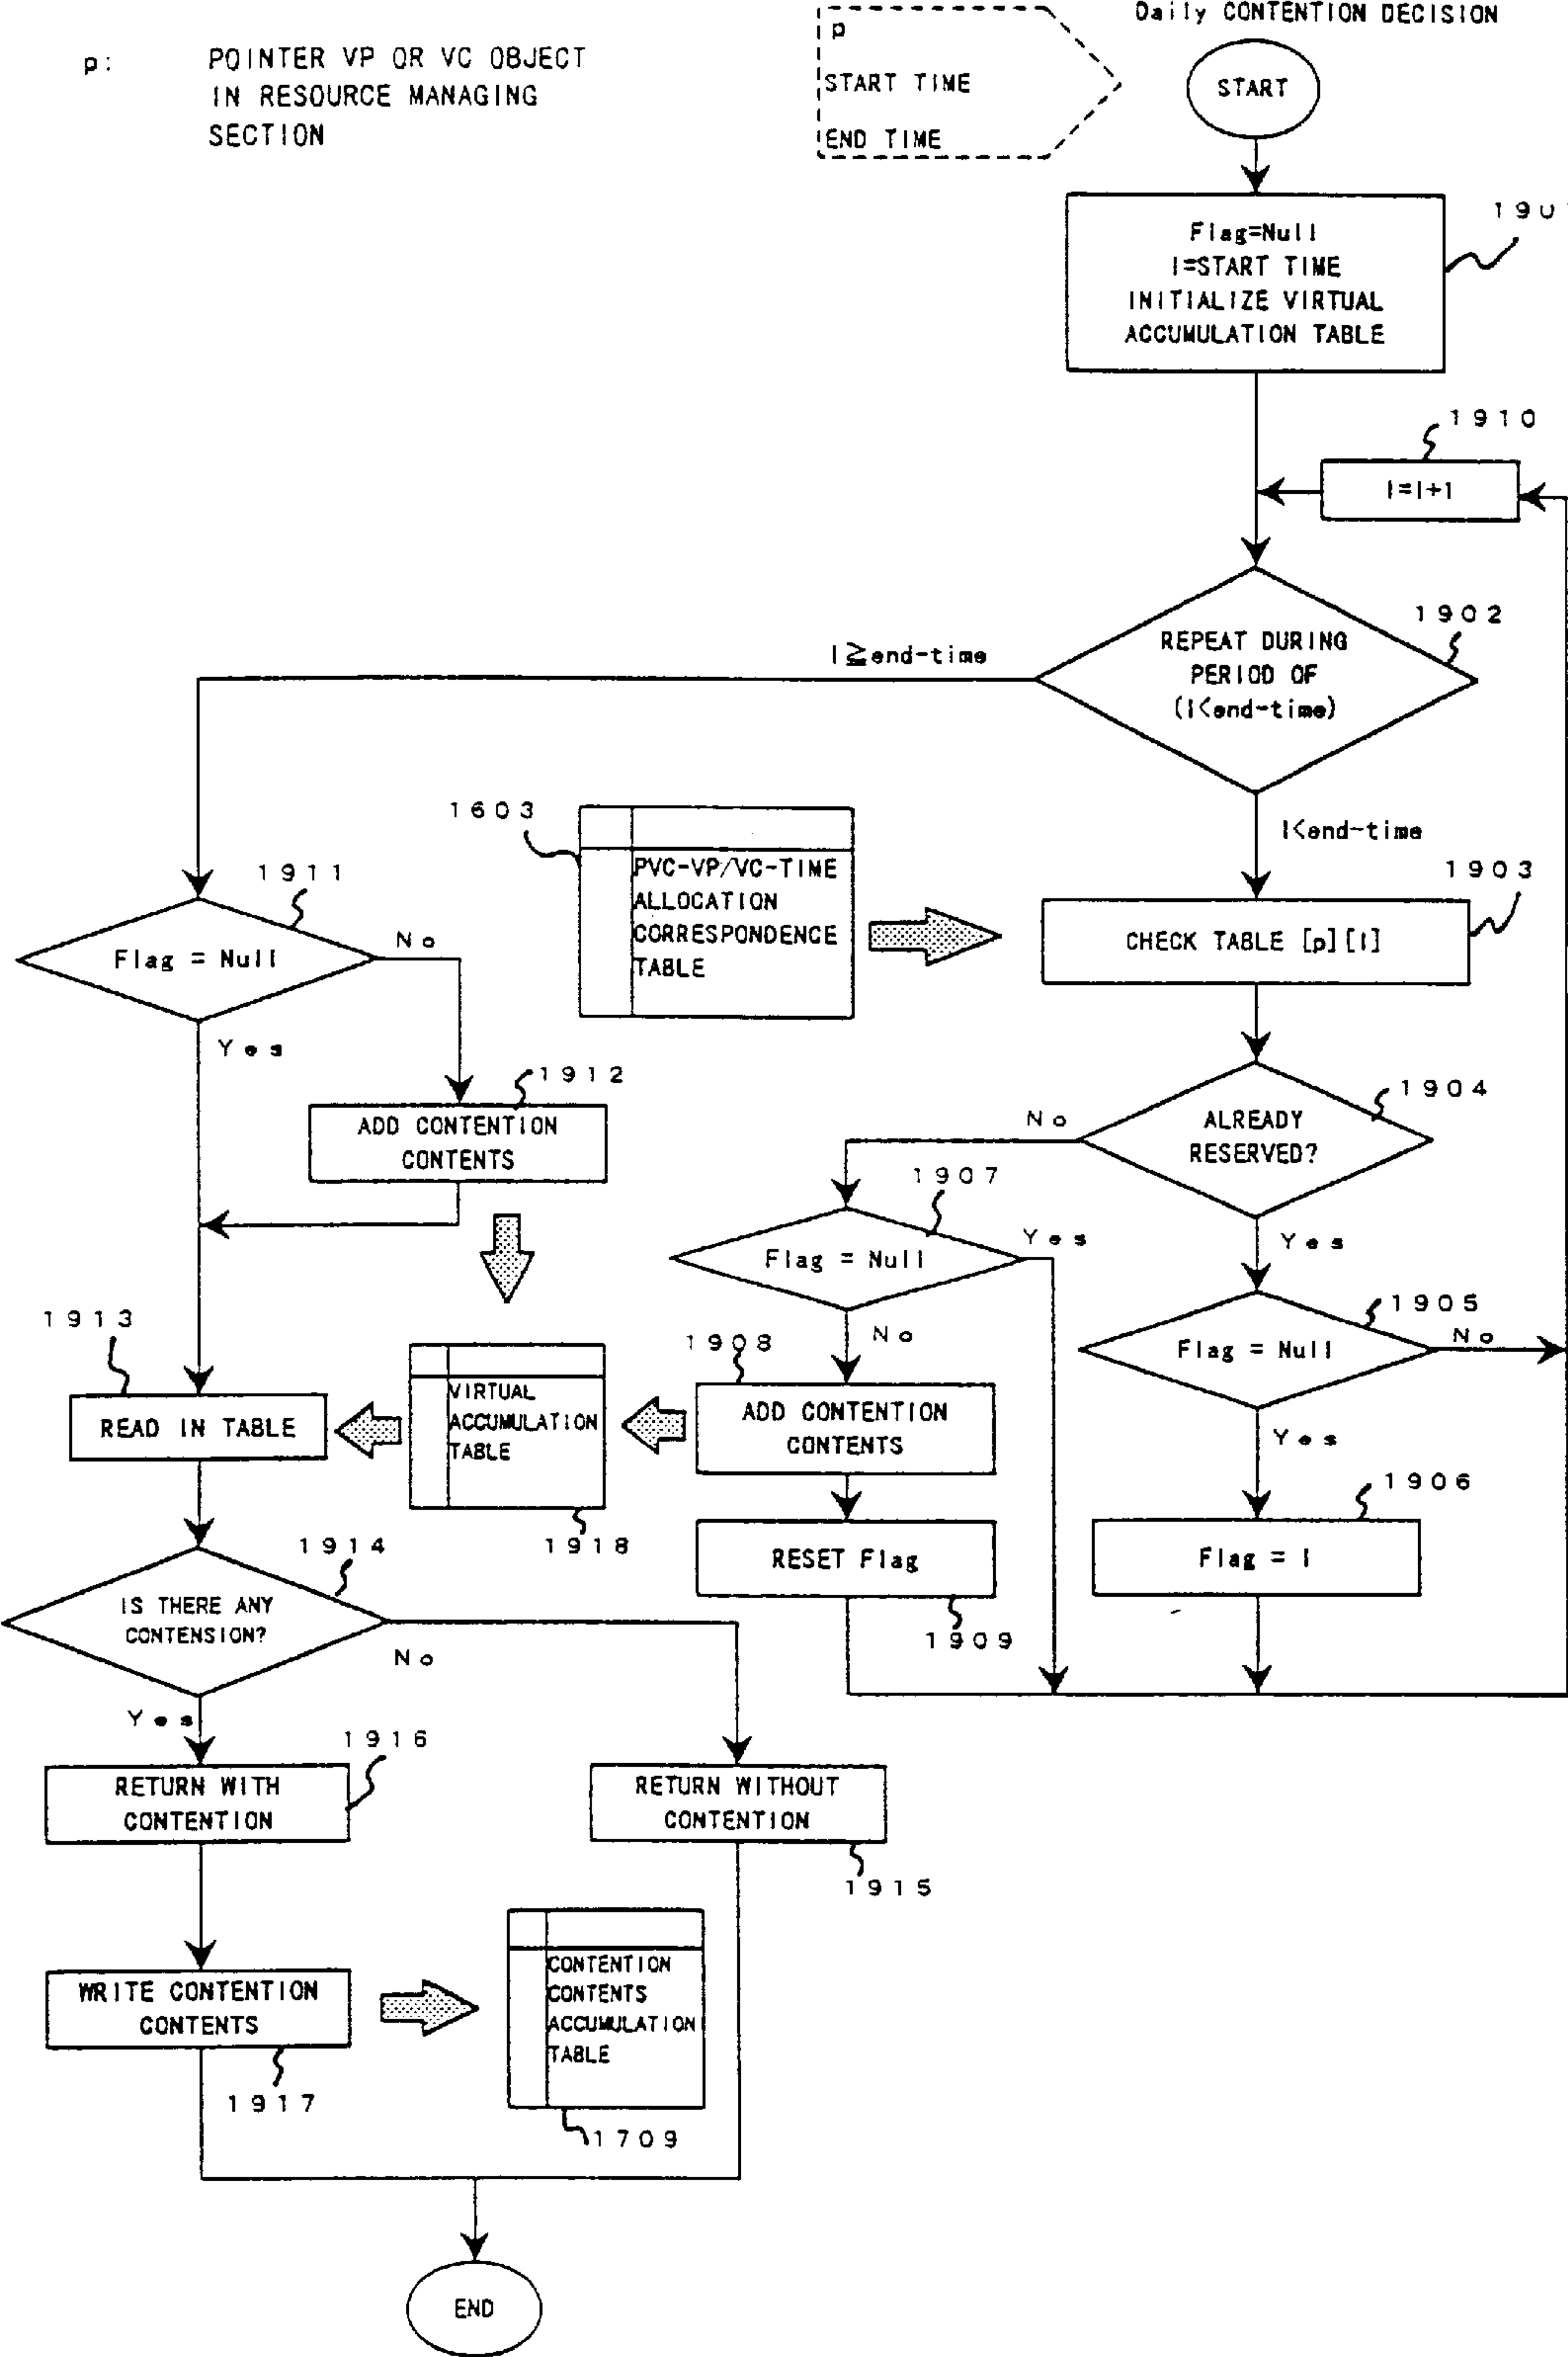 Daily CONTENTION DECISION
p: POINTER VP OR VC OBJECT
IN RESOURCE MANAGING
SECTION
p
START TIME
END TIME
START
Flag=Null
I=START TIME
INITIALIZE VIRTUAL
ACCUMULATION TABLE
1910
I=I+1
1902
REPEAT DURING
PERIOD OF
(I<end-time)
I≧end-time
I<end-time
1603
PVC-VP/VC-TIME
ALLOCATION
CORRESPONDENCE
TABLE
1903
CHECK TABLE [p][I]
1911
Flag = Null
No
Yes
1912
ADD CONTENTION
CONTENTS
1904
ALREADY
RESERVED?
No
Yes
1907
Flag = Null
Yes
No
1905
Flag = Null
No
Yes
1913
READ IN TABLE
VIRTUAL
ACCUMULATION
TABLE
1918
1908
ADD CONTENTION
CONTENTS
1906
Flag = I
RESET Flag
1909
1914
IS THERE ANY
CONTENSION?
No
Yes
1916
RETURN WITH
CONTENTION
RETURN WITHOUT
CONTENTION
1915
WRITE CONTENTION
CONTENTS
1917
CONTENTION
CONTENTS
ACCUMULATION
TABLE
1709
END